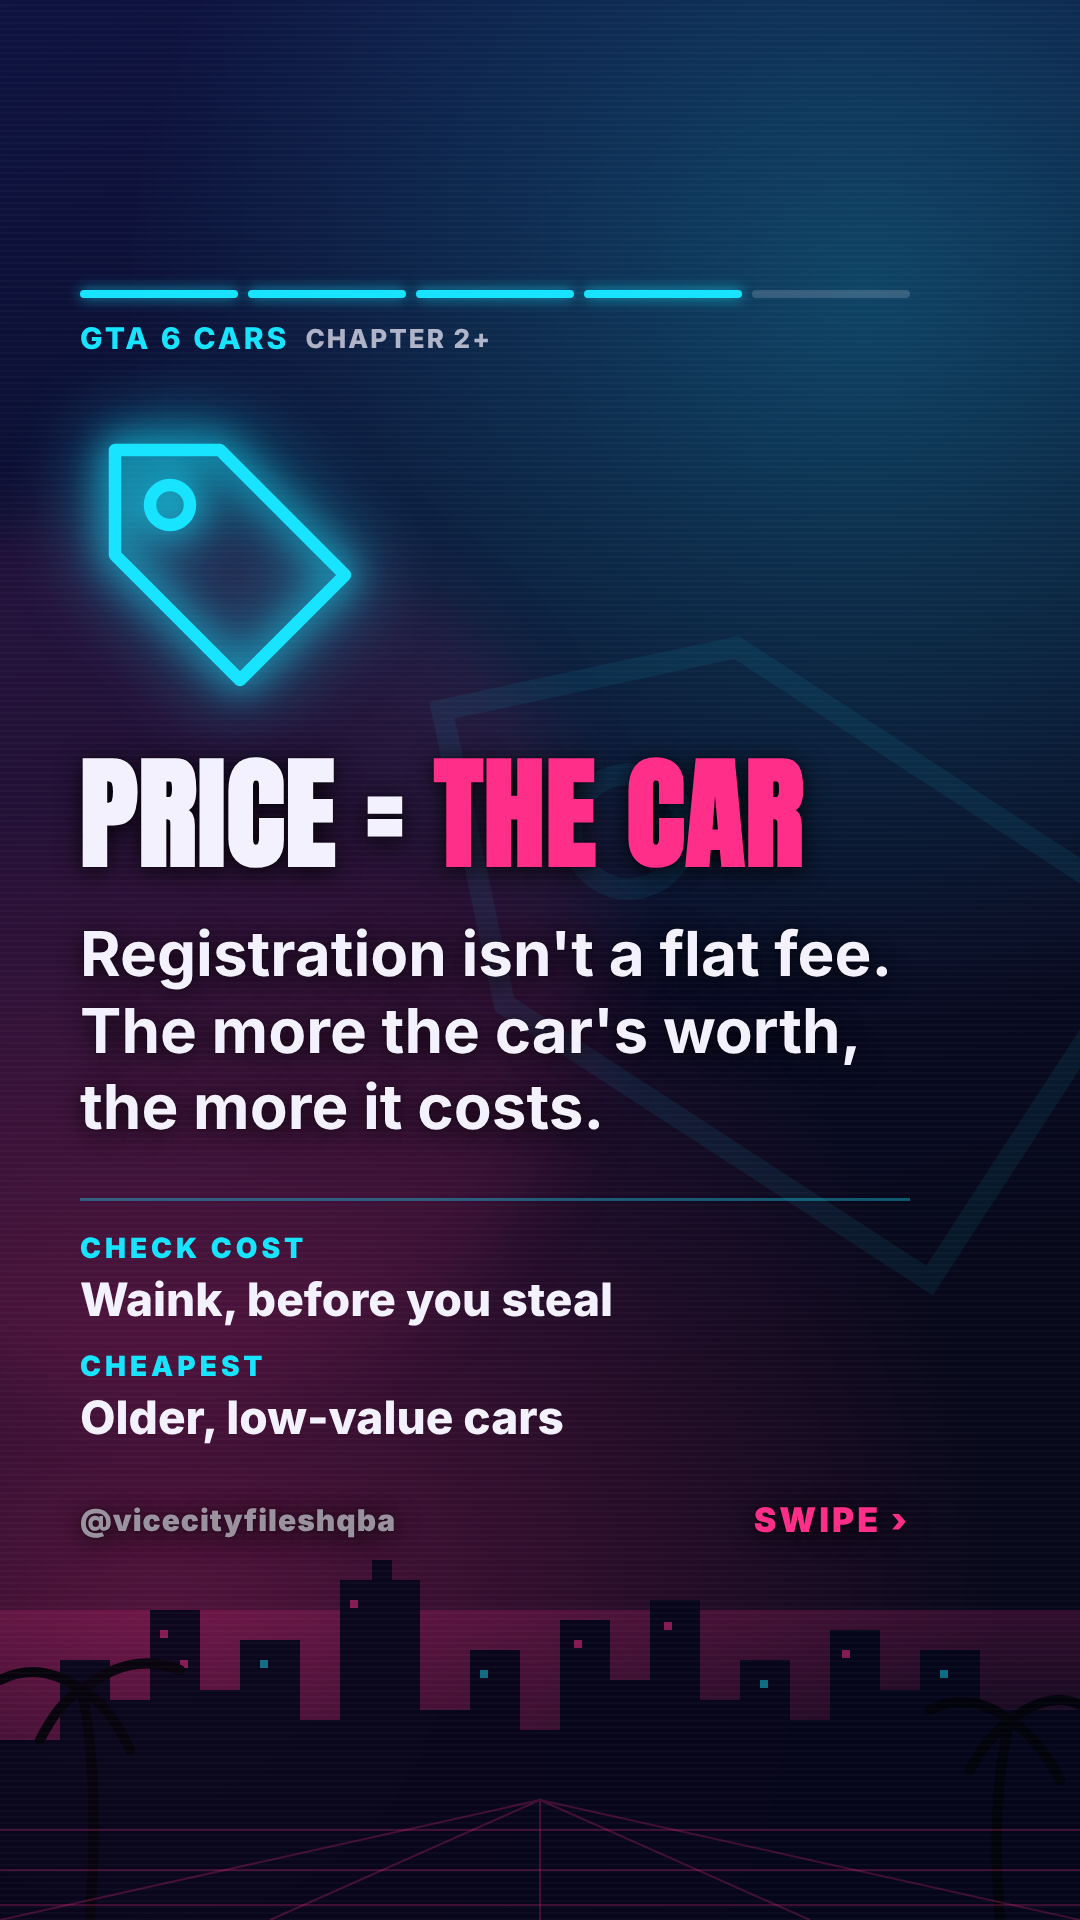 GTA 6 CARS CHAPTER 2+
PRICE = THE CAR
Registration isn't a flat fee.
The more the car's worth,
the more it costs.
CHECK COST
Waink, before you steal
CHEAPEST
Older, low-value cars
@vicecityfileshqba
SWIPE ›